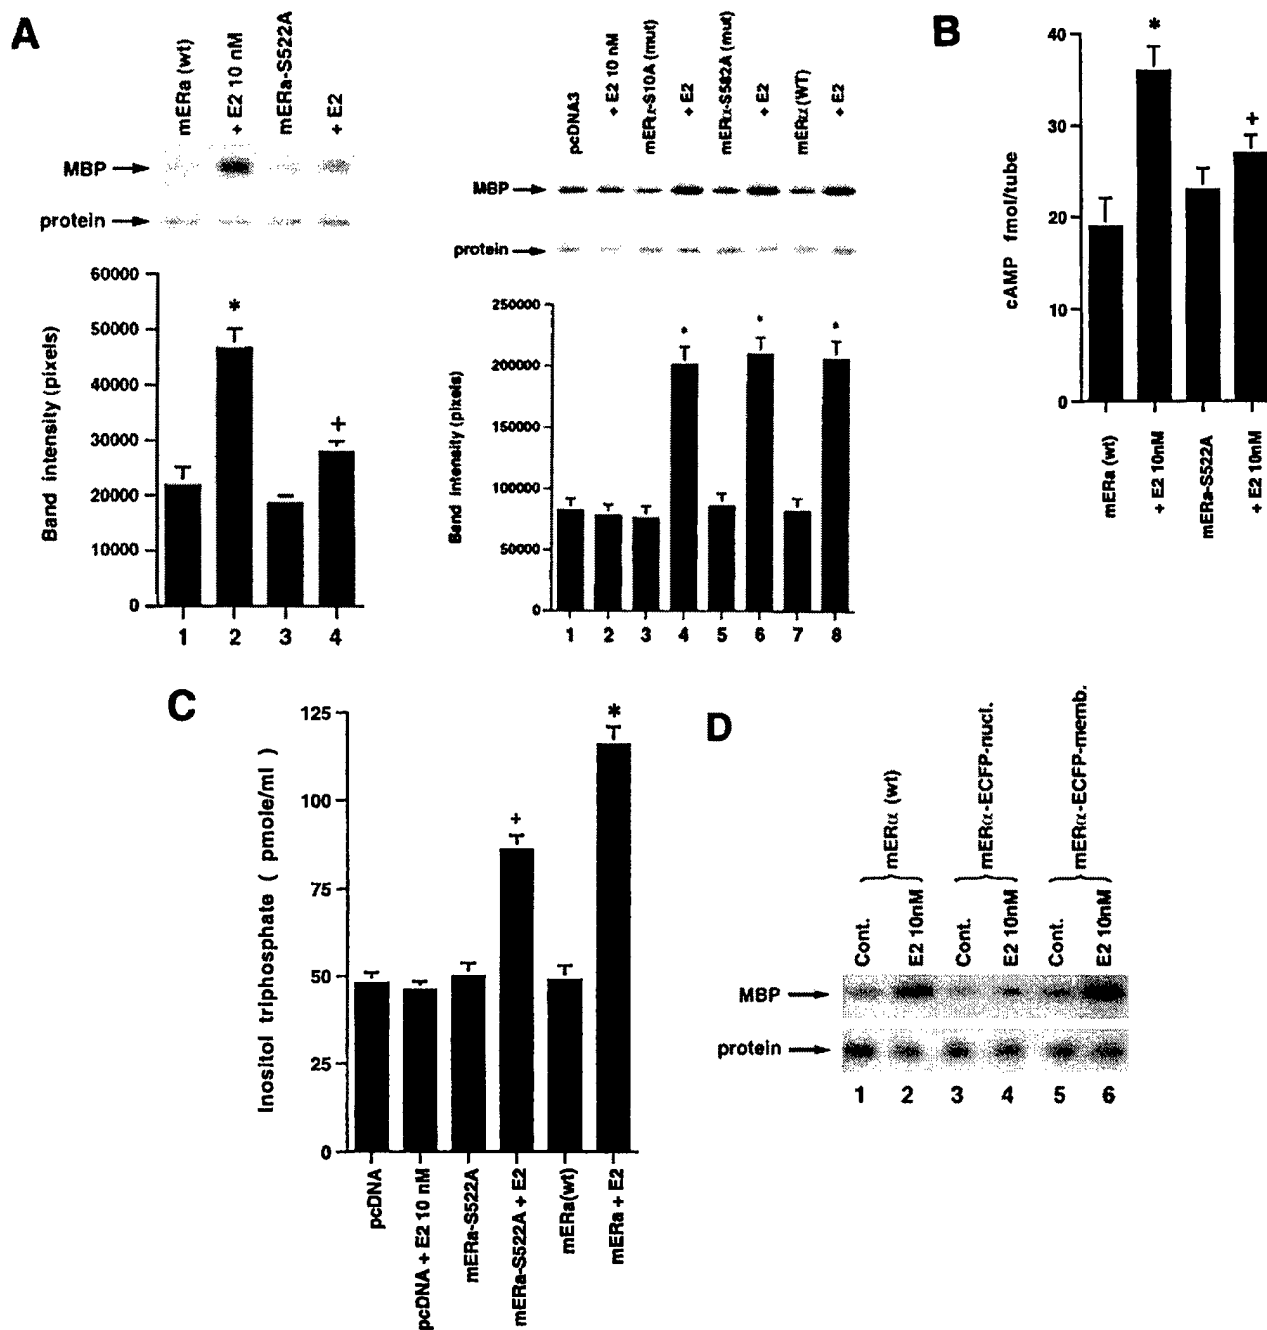 A
mERa (wt)
+ E2 10 nM
mERa-S522A
+ E2
MBP
protein
60000
50000
40000
30000
20000
10000
0
Band intensity (pixels)
*
+
1 2 3 4
pcDNA3
+ E2 10 nM
mERα-S10A (mut)
+ E2
mERα-S582A (mut)
+ E2
mERα (WT)
+ E2
MBP
protein
250000
200000
150000
100000
50000
0
Band intensity (pixels)
* * *
1 2 3 4 5 6 7 8
B
40
30
20
10
0
cAMP fmol/tube
*
+
mERa (wt)
+ E2 10nM
mERa-S522A
+ E2 10nM
C
125
100
75
50
25
0
Inositol triphosphate ( pmole/ml )
+
*
pcDNA
pcDNA + E2 10 nM
mERa-S522A
mERa-S522A + E2
mERa(wt)
mERa + E2
D
mERα (wt)
mERα-ECFP-nucl.
mERα-ECFP-memb.
Cont.
E2 10nM
Cont.
E2 10nM
Cont.
E2 10nM
MBP
protein
1 2 3 4 5 6